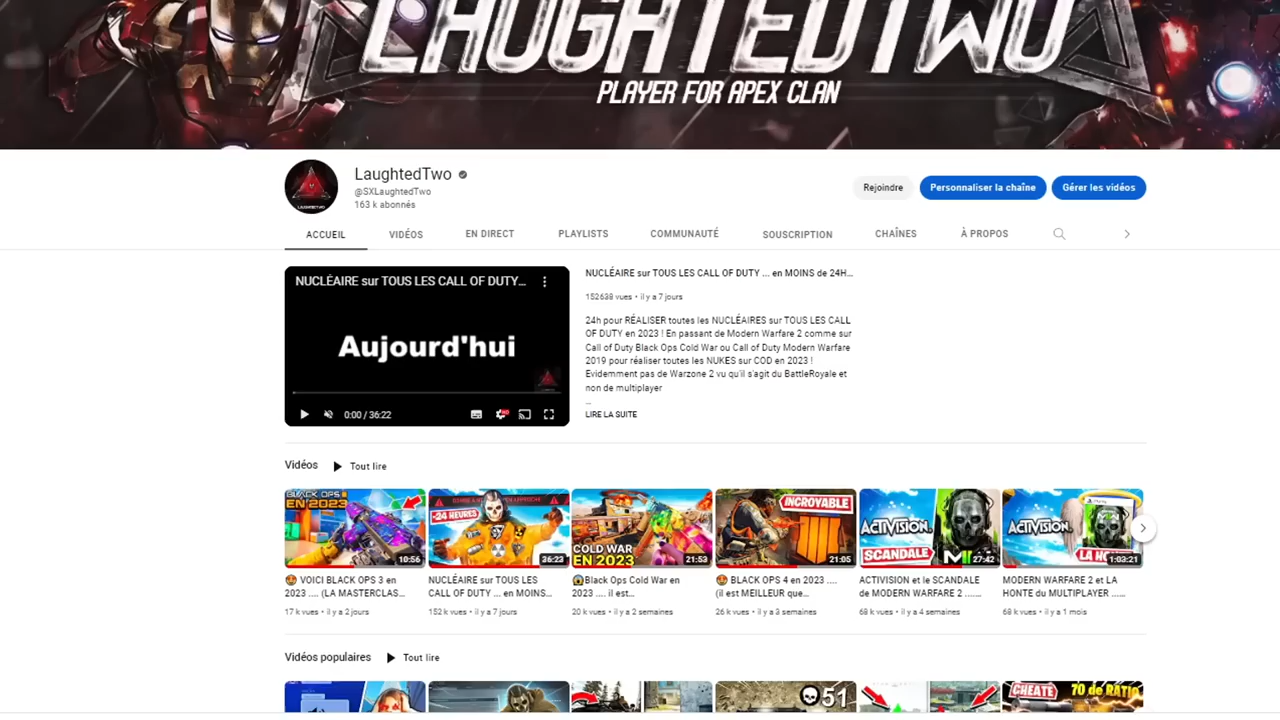 LAUGHTEDTWO
PLAYER FOR APEX CLAN
LaughtedTwo
@SXLaughtedTwo
163 k abonnés
Rejoindre
Personnaliser la chaîne
Gérer les vidéos
ACCUEIL
VIDÉOS
EN DIRECT
PLAYLISTS
COMMUNAUTÉ
SOUSCRIPTION
CHAÎNES
À PROPOS
NUCLÉAIRE sur TOUS LES CALL OF DUTY...
Aujourd'hui
0:00 / 36:22
NUCLÉAIRE sur TOUS LES CALL OF DUTY ... en MOINS de 24H...
152638 vues • il y a 7 jours
24h pour RÉALISER toutes les NUCLÉAIRES sur TOUS LES CALL
OF DUTY en 2023 ! En passant de Modern Warfare 2 comme sur
Call of Duty Black Ops Cold War ou Call of Duty Modern Warfare
2019 pour réaliser toutes les NUKES sur COD en 2023 !
Evidemment pas de Warzone 2 vu qu'il s'agit du BattleRoyale et
non de multiplayer
...
LIRE LA SUITE
Vidéos
Tout lire
BLACK OPS
EN 2023
10:56
-24 HEURES
36:23
COLD WAR
EN 2023
21:53
INCROYABLE
21:05
ACTIVISION
SCANDALE
27:42
ACTIVISION
1:03:21
VOICI BLACK OPS 3 en
2023 .... (LA MASTERCLAS...
17 k vues • il y a 2 jours
NUCLÉAIRE sur TOUS LES
CALL OF DUTY ... en MOINS...
152 k vues • il y a 7 jours
Black Ops Cold War en
2023 .... il est...
20 k vues • il y a 2 semaines
BLACK OPS 4 en 2023 ....
(il est MEILLEUR que...
26 k vues • il y a 3 semaines
ACTIVISION et le SCANDALE
de MODERN WARFARE 2 ......
68 k vues • il y a 4 semaines
MODERN WARFARE 2 et LA
HONTE du MULTIPLAYER ......
68 k vues • il y a 1 mois
Vidéos populaires
Tout lire
51
CHEATE
70 de RATIO